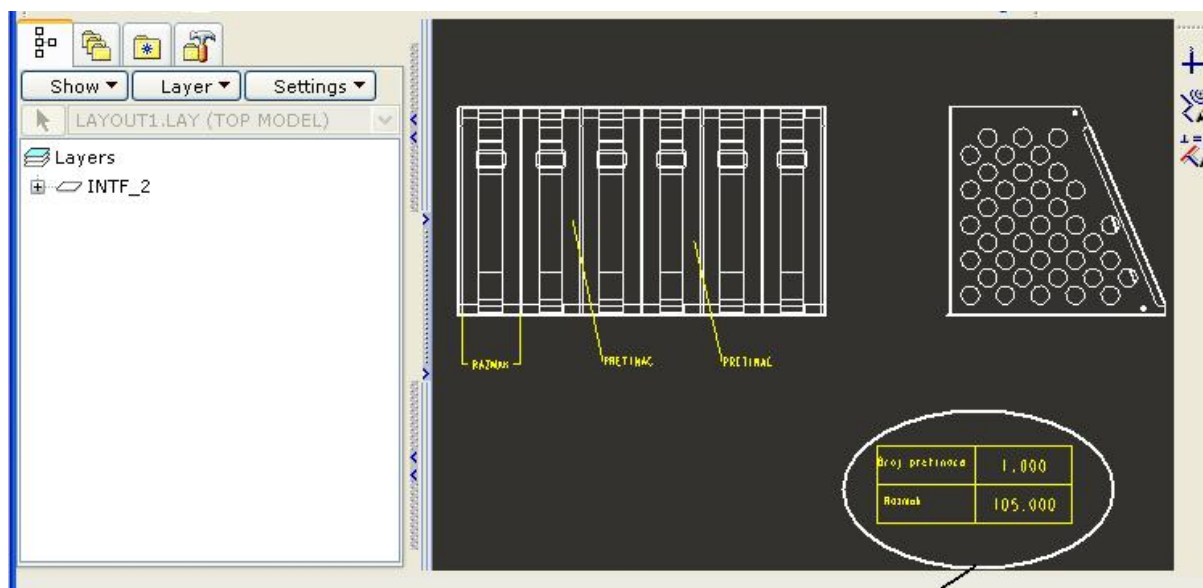 Show Layer Settings
LAYOUT1.LAY (TOP MODEL)
Layers
INTF_2
RAZMAK
PRETINAC
PRETINAC
Broj pretinaca
1.000
Razmak
105.000